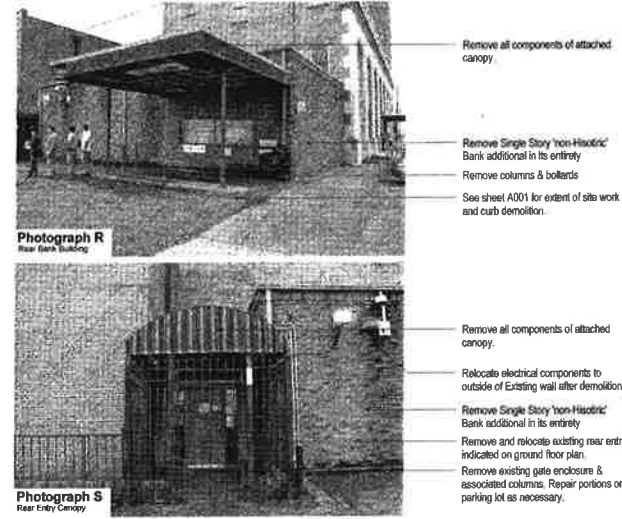 Remove all components of attached
canopy.
Remove Single Story 'non-Hisotiric'
Bank additional in its entirety
Remove columns & bollards
See sheet A001 for extent of site work
and curb demolition.
Photograph R
Rear Bank Building
Remove all components of attached
canopy.
Relocate electrical components to
outside of Existing wall after demolition
Remove Single Story 'non-Hisotiric'
Bank additional in its entirety
Remove and relocate existing rear entr
indicated on ground floor plan.
Remove existing gate enclosure &
associated columns. Repair portions or
parking lot as necessary.
Photograph S
Rear Entry Canopy